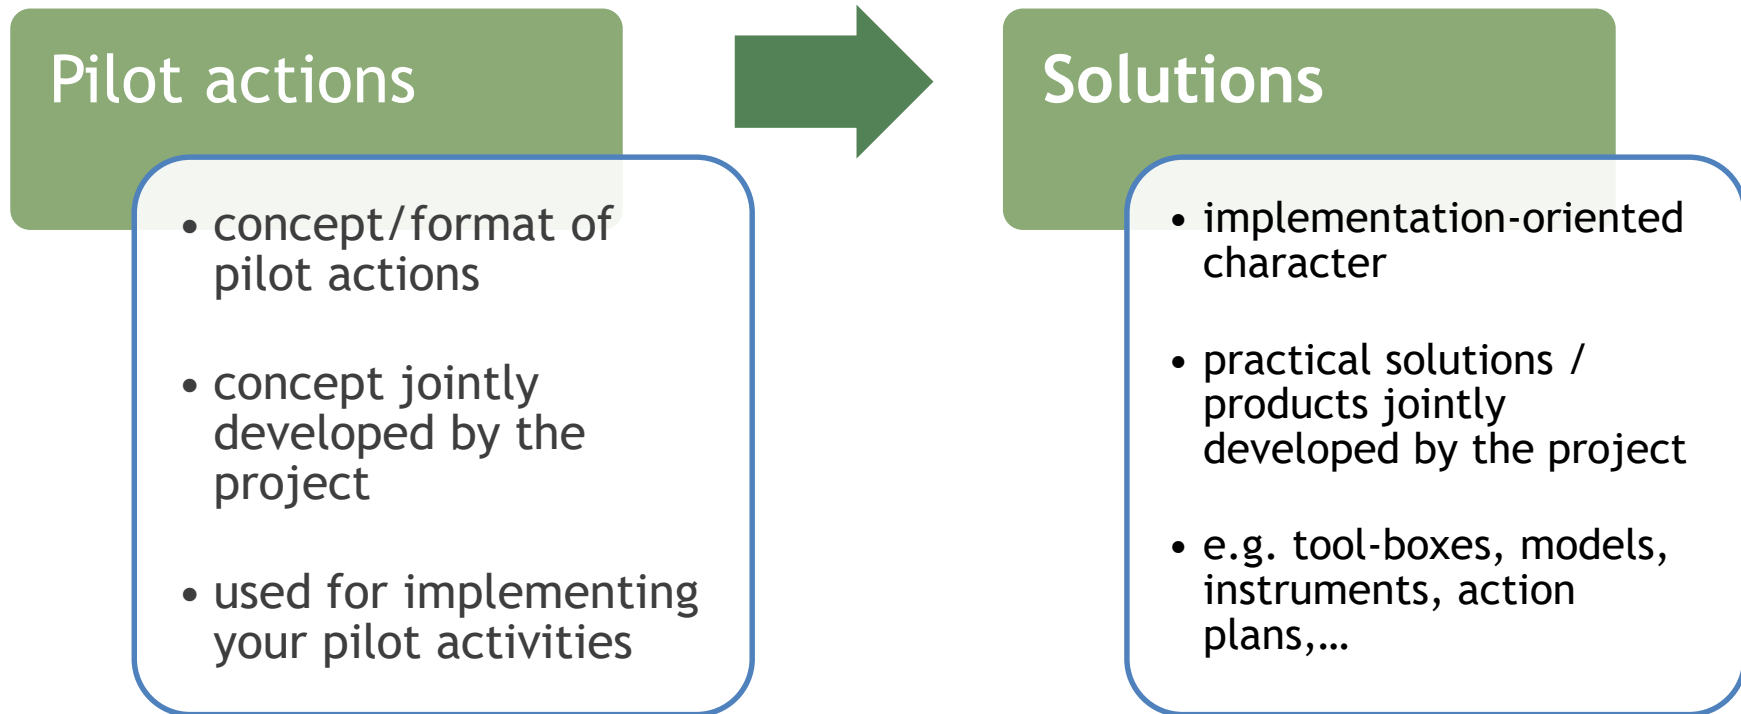 Pilot actions
• concept/format of
pilot actions
• concept jointly
developed by the
project
• used for implementing
your pilot activities
Solutions
• implementation-oriented
character
• practical solutions /
products jointly
developed by the project
• e.g. tool-boxes, models,
instruments, action
plans,…